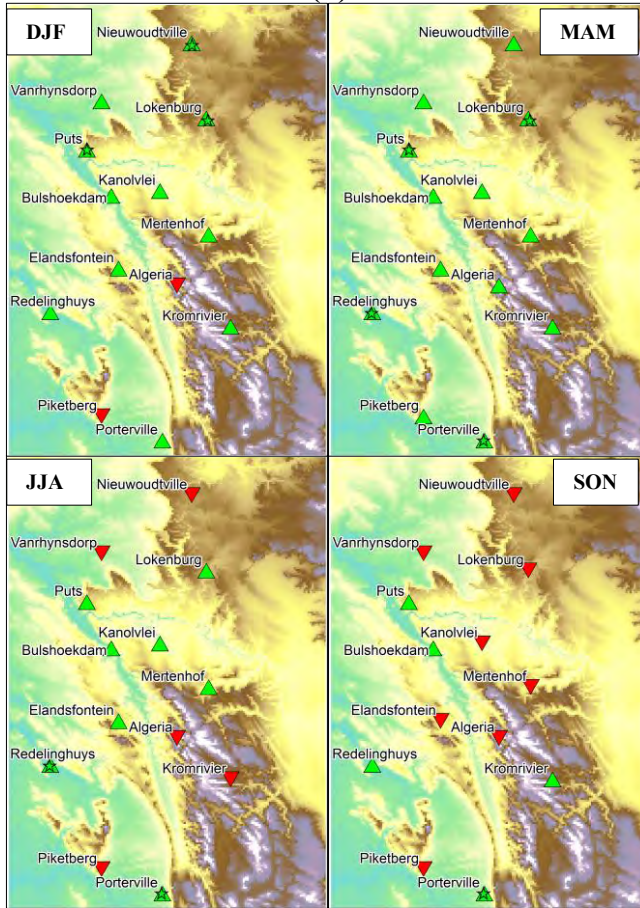 DJF
Nieuwoudtville
Vanrhynsdorp
Lokenburg
Puts
Kanolvlei
Bulshoekdam
Mertenhof
Elandsfontein
Algeria
Redelinghuys
Kromrivier
Piketberg
Porterville
MAM
Nieuwoudtville
Vanrhynsdorp
Lokenburg
Puts
Kanolvlei
Bulshoekdam
Mertenhof
Elandsfontein
Algeria
Redelinghuys
Kromrivier
Piketberg
Porterville
JJA
Nieuwoudtville
Vanrhynsdorp
Lokenburg
Puts
Kanolvlei
Bulshoekdam
Mertenhof
Elandsfontein
Algeria
Redelinghuys
Kromrivier
Piketberg
Porterville
SON
Nieuwoudtville
Vanrhynsdorp
Lokenburg
Puts
Kanolvlei
Bulshoekdam
Mertenhof
Elandsfontein
Algeria
Redelinghuys
Kromrivier
Piketberg
Porterville